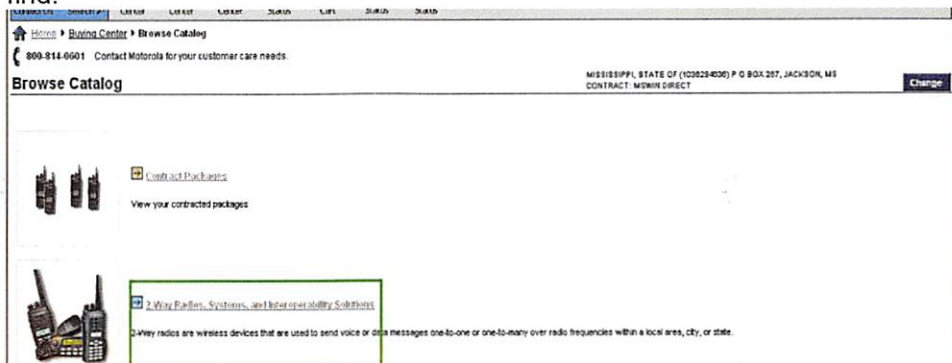 find.
Home ▸ Buying Center ▸ Browse Catalog
800-814-0601 Contact Motorola for your customer care needs.
Browse Catalog
MISSISSIPPI, STATE OF (1036294636) P O BOX 267, JACKSON, MS
CONTRACT: MSWIN DIRECT
Change
Contract Packages
View your contracted packages
2-Way Radios, Systems, and Interoperability Solutions
2-Way radios are wireless devices that are used to send voice or data messages one-to-one or one-to-many over radio frequencies within a local area, city, or state.